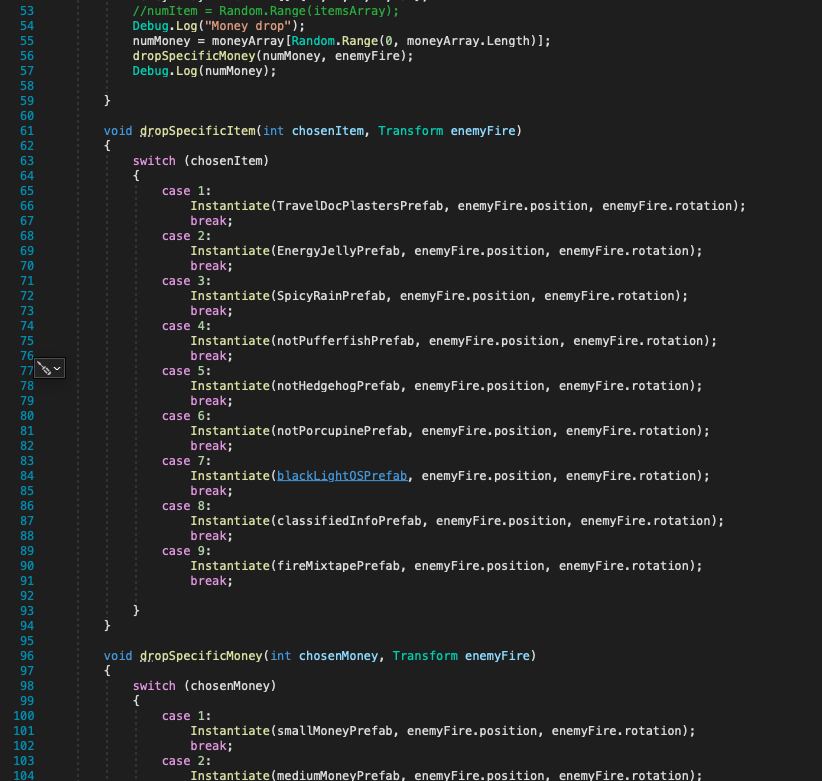 53 //numItem = Random.Range(itemsArray);
54 Debug.Log("Money drop");
55 numMoney = moneyArray[Random.Range(0, moneyArray.Length)];
56 dropSpecificMoney(numMoney, enemyFire);
57 Debug.Log(numMoney);
58
59 }
60
61 void dropSpecificItem(int chosenItem, Transform enemyFire)
62 {
63 switch (chosenItem)
64 {
65 case 1:
66 Instantiate(TravelDocPlastersPrefab, enemyFire.position, enemyFire.rotation);
67 break;
68 case 2:
69 Instantiate(EnergyJellyPrefab, enemyFire.position, enemyFire.rotation);
70 break;
71 case 3:
72 Instantiate(SpicyRainPrefab, enemyFire.position, enemyFire.rotation);
73 break;
74 case 4:
75 Instantiate(notPufferfishPrefab, enemyFire.position, enemyFire.rotation);
76 break;
77 case 5:
78 Instantiate(notHedgehogPrefab, enemyFire.position, enemyFire.rotation);
79 break;
80 case 6:
81 Instantiate(notPorcupinePrefab, enemyFire.position, enemyFire.rotation);
82 break;
83 case 7:
84 Instantiate(blackLightOSPrefab, enemyFire.position, enemyFire.rotation);
85 break;
86 case 8:
87 Instantiate(classifiedInfoPrefab, enemyFire.position, enemyFire.rotation);
88 break;
89 case 9:
90 Instantiate(fireMixtapePrefab, enemyFire.position, enemyFire.rotation);
91 break;
92
93 }
94 }
95
96 void dropSpecificMoney(int chosenMoney, Transform enemyFire)
97 {
98 switch (chosenMoney)
99 {
100 case 1:
101 Instantiate(smallMoneyPrefab, enemyFire.position, enemyFire.rotation);
102 break;
103 case 2:
104 Instantiate(mediumMoneyPrefab, enemyFire.position, enemyFire.rotation);